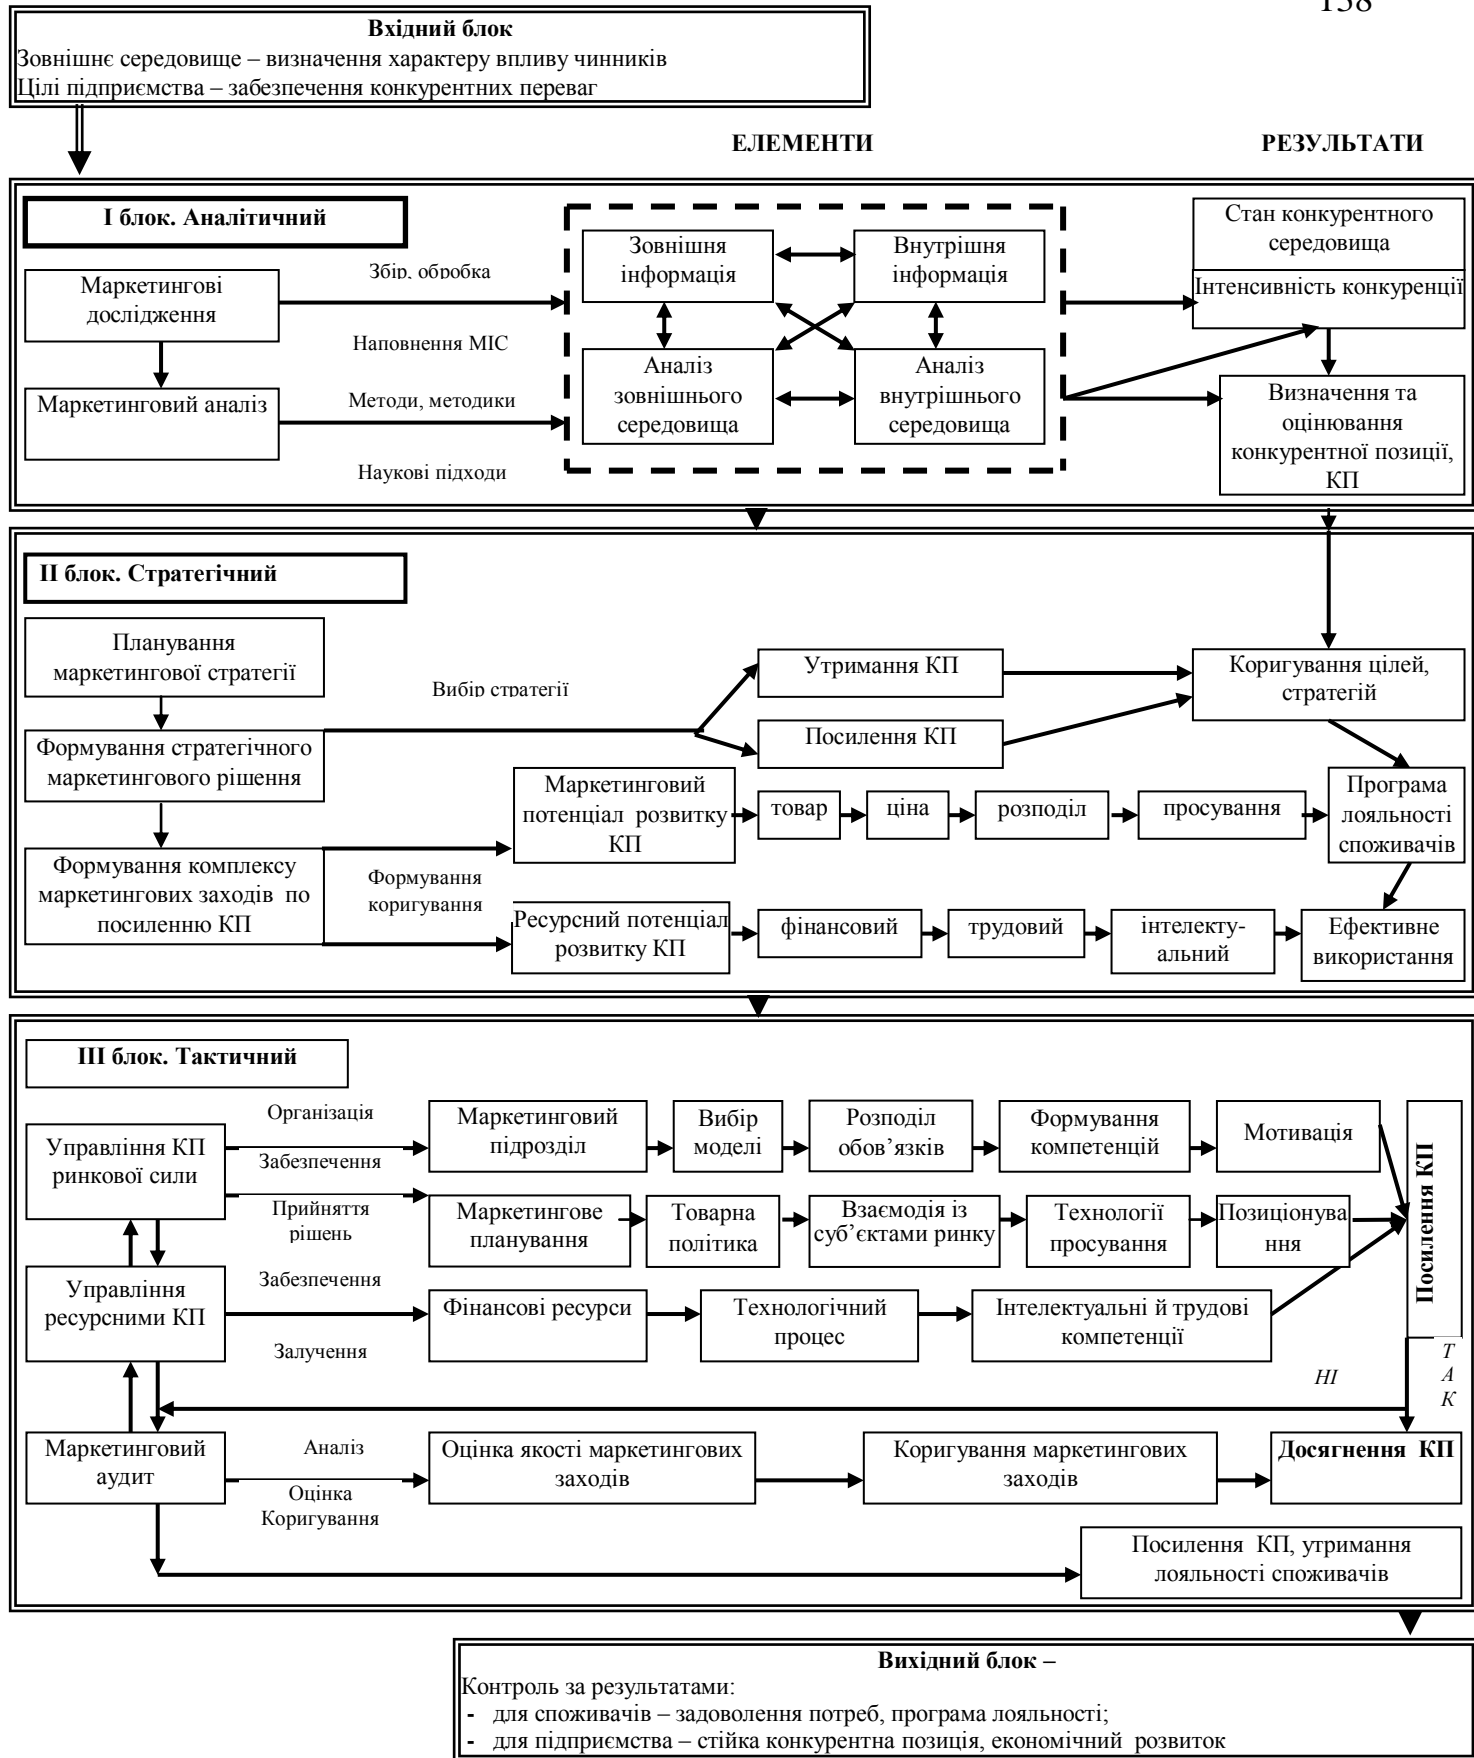 Вхідний блок
Зовнішнє середовище – визначення характеру впливу чинників
Цілі підприємства – забезпечення конкурентних переваг
ЕЛЕМЕНТИ
РЕЗУЛЬТАТИ
I блок. Аналітичний
Маркетингові
дослідження
Маркетинговий аналіз
Збір, обробка
Наповнення МІС
Методи, методики
Наукові підходи
Зовнішня
інформація
Внутрішня
інформація
Аналіз
зовнішнього
середовища
Аналіз
внутрішнього
середовища
Стан конкурентного
середовища
Інтенсивність конкуренції
Визначення та
оцінювання
конкурентної позиції,
КП
II блок. Стратегічний
Планування
маркетингової стратегії
Формування стратегічного
маркетингового рішення
Формування комплексу
маркетингових заходів по
посиленню КП
Вибір стратегії
Утримання КП
Посилення КП
Коригування цілей,
стратегій
Формування
коригування
Маркетинговий
потенціал розвитку
КП
товар
ціна
розподіл
просування
Програма
лояльності
споживачів
Ресурсний потенціал
розвитку КП
фінансовий
трудовий
інтелекту-
альний
Ефективне
використання
III блок. Тактичний
Управління КП
ринкової сили
Організація
Забезпечення
Прийняття
рішень
Маркетинговий
підрозділ
Вибір
моделі
Розподіл
обов’язків
Формування
компетенцій
Мотивація
Посилення КП
Маркетингове
планування
Товарна
політика
Взаємодія із
суб’єктами ринку
Технології
просування
Позиціонува
ння
Управління
ресурсними КП
Забезпечення
Залучення
Фінансові ресурси
Технологічний
процес
Інтелектуальні й трудові
компетенції
НІ
Т
А
К
Маркетинговий
аудит
Аналіз
Оцінка
Коригування
Оцінка якості маркетингових
заходів
Коригування маркетингових
заходів
Досягнення КП
Посилення КП, утримання
лояльності споживачів
Вихідний блок –
Контроль за результатами:
- для споживачів – задоволення потреб, програма лояльності;
- для підприємства – стійка конкурентна позиція, економічний розвиток